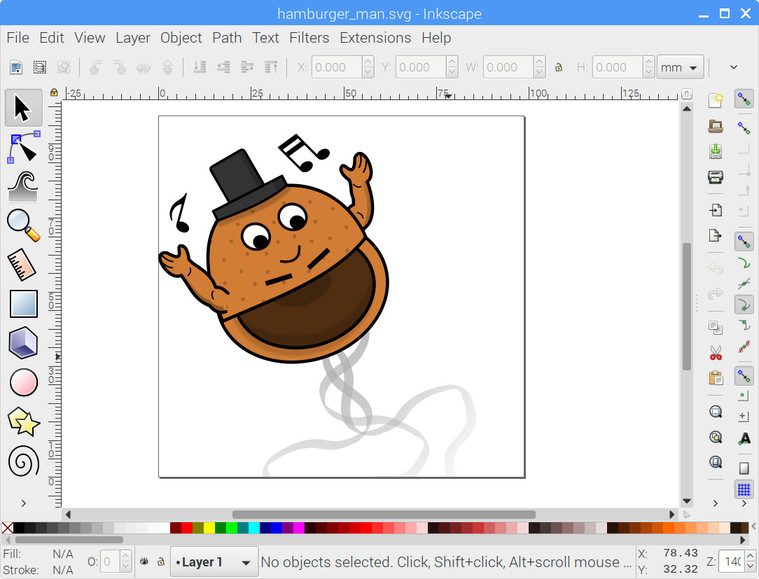 hamburger_man.svg - Inkscape
File Edit View Layer Object Path Text Filters Extensions Help
X: 0.000 Y: 0.000 W: 0.000 H: 0.000 mm
-25 0 25 50 75 100 125
Fill: N/A O: 0 •Layer 1 No objects selected. Click, Shift+click, Alt+scroll mouse ... X: 78.43 Z: 140
Stroke: N/A Y: 32.32